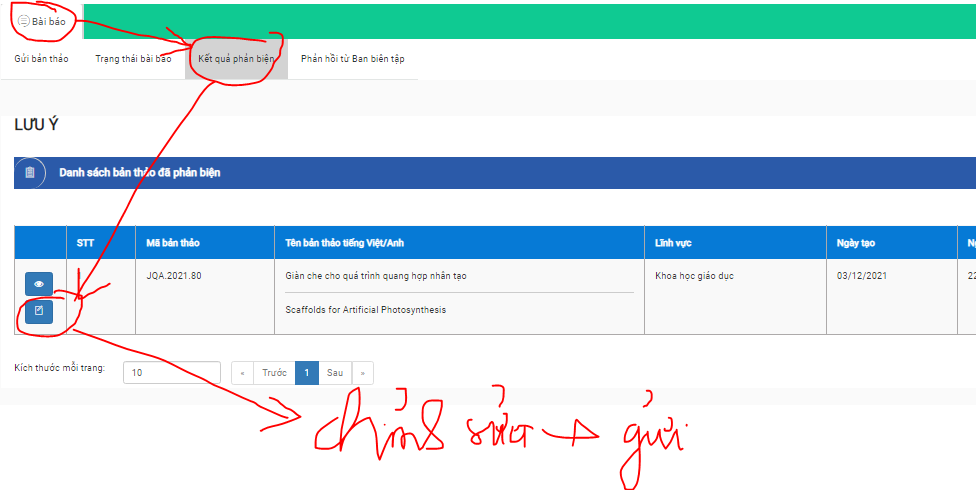 Bài báo
Gửi bản thảo Trạng thái bài báo Kết quả phản biện Phản hồi từ Ban biên tập
LƯU Ý
Danh sách bản thảo đã phản biện
STT Mã bản thảo Tên bản thảo tiếng Việt/Anh Lĩnh vực Ngày tạo
JQA.2021.80 Giàn che cho quá trình quang hợp nhân tạo Khoa học giáo dục 03/12/2021 22
Scaffolds for Artificial Photosynthesis
Kích thước mỗi trang: 10 « Trước 1 Sau »
chỉnh sửa + gửi